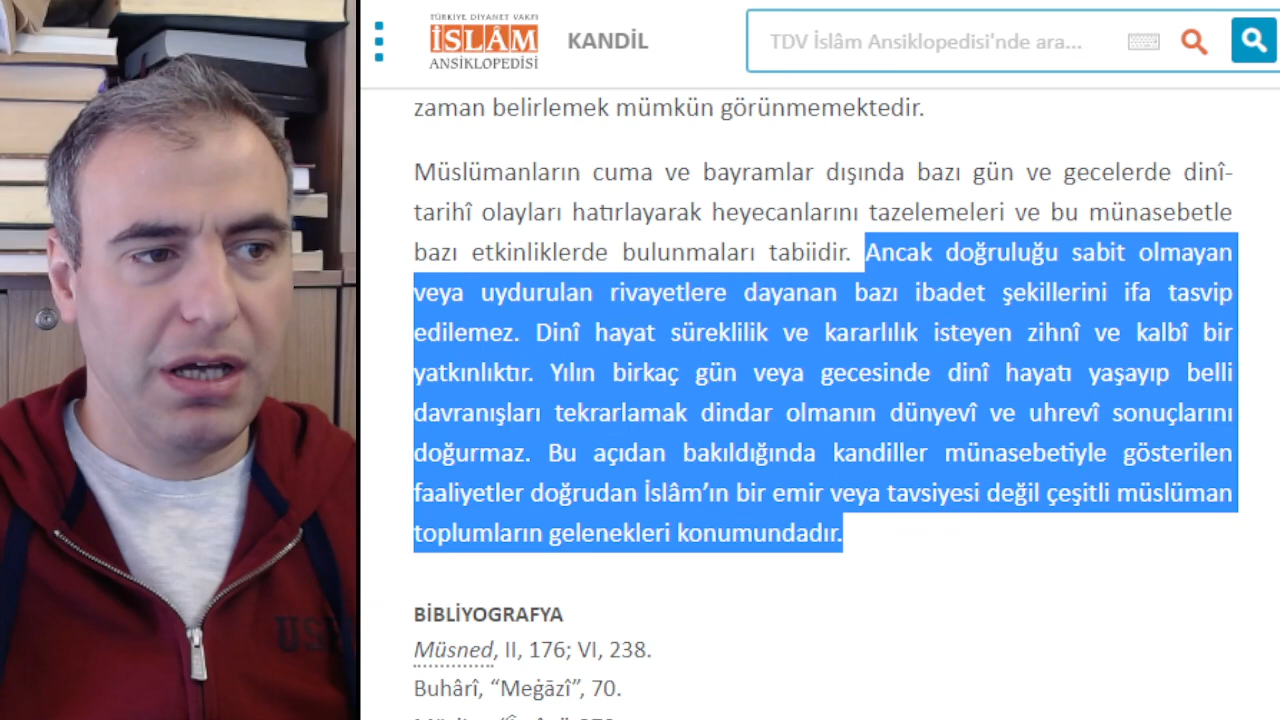 TÜRKİYE DİYANET VAKFI
İSLÂM
ANSİKLOPEDİSİ
KANDİL
TDV İslâm Ansiklopedisi'nde ara...
zaman belirlemek mümkün görünmemektedir.
Müslümanların cuma ve bayramlar dışında bazı gün ve gecelerde dinî-
tarihî olayları hatırlayarak heyecanlarını tazelemeleri ve bu münasebetle
bazı etkinliklerde bulunmaları tabiidir. Ancak doğruluğu sabit olmayan
veya uydurulan rivayetlere dayanan bazı ibadet şekillerini ifa tasvip
edilemez. Dinî hayat süreklilik ve kararlılık isteyen zihnî ve kalbî bir
yatkınlıktır. Yılın birkaç gün veya gecesinde dinî hayatı yaşayıp belli
davranışları tekrarlamak dindar olmanın dünyevî ve uhrevî sonuçlarını
doğurmaz. Bu açıdan bakıldığında kandiller münasebetiyle gösterilen
faaliyetler doğrudan İslâm’ın bir emir veya tavsiyesi değil çeşitli müslüman
toplumların gelenekleri konumundadır.
BİBLİYOGRAFYA
Müsned, II, 176; VI, 238.
Buhârî, “Meġāzî”, 70.